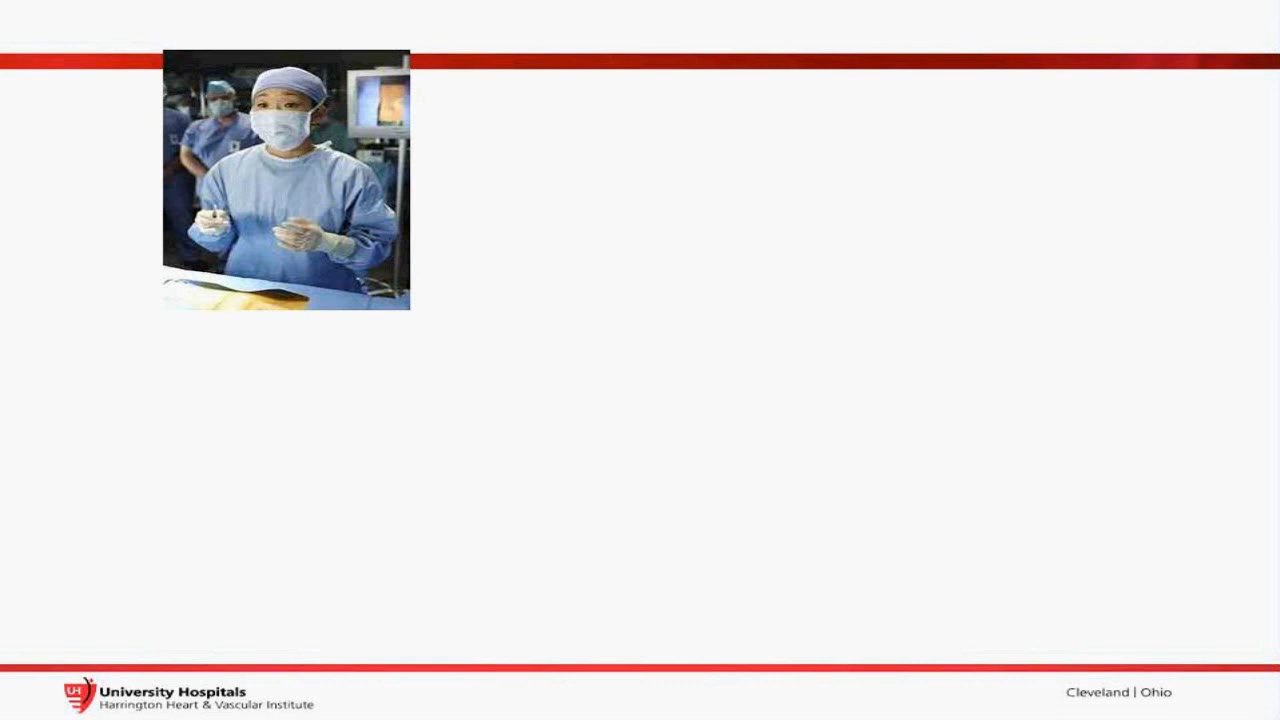 UH
University Hospitals
Harrington Heart & Vascular Institute
Cleveland | Ohio